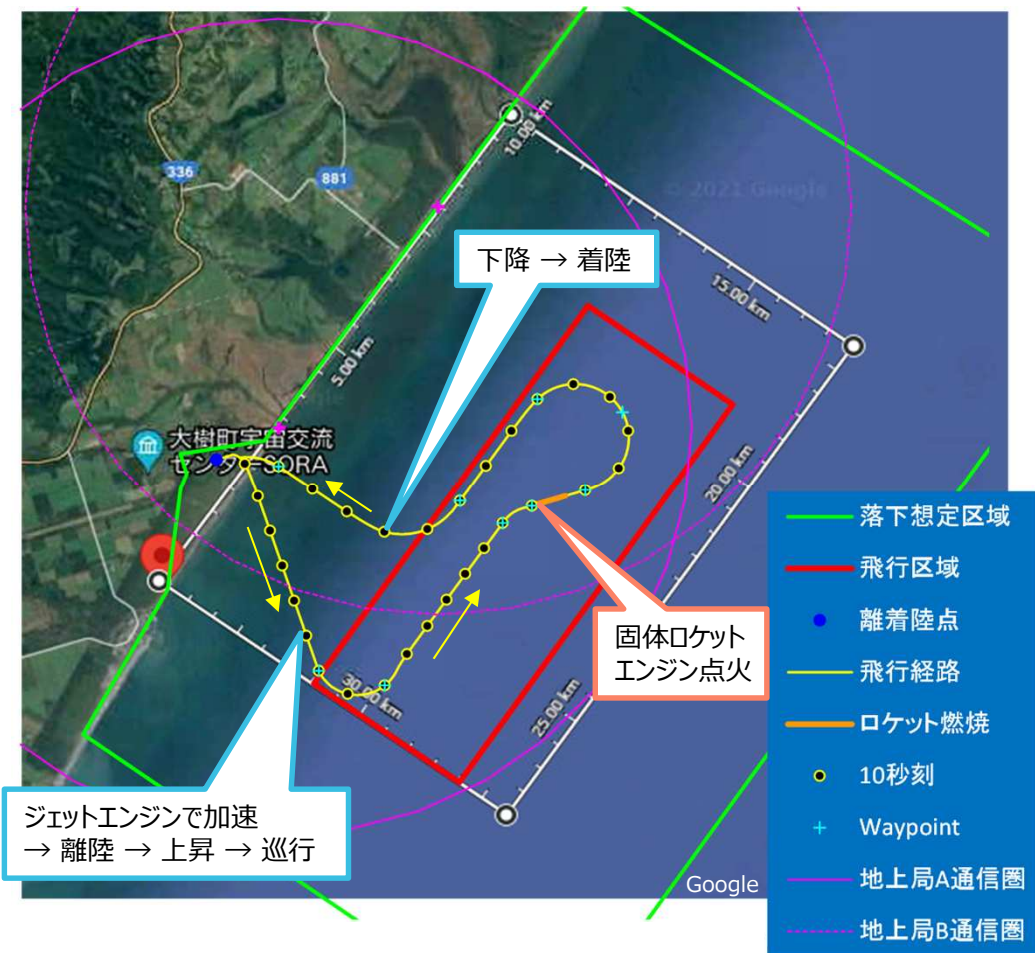 336
881
10.00 km
© 2021 Google
下降 → 着陸
15.00 km
5.00 km
大樹町宇宙交流
センターSORA
20.00 km
落下想定区域
飛行区域
離着陸点
固体ロケット
エンジン点火
飛行経路
30.00 km
25.00 km
ロケット燃焼
10秒刻
ジェットエンジンで加速
→ 離陸 → 上昇 → 巡行
Waypoint
Google
地上局A通信圏
地上局B通信圏